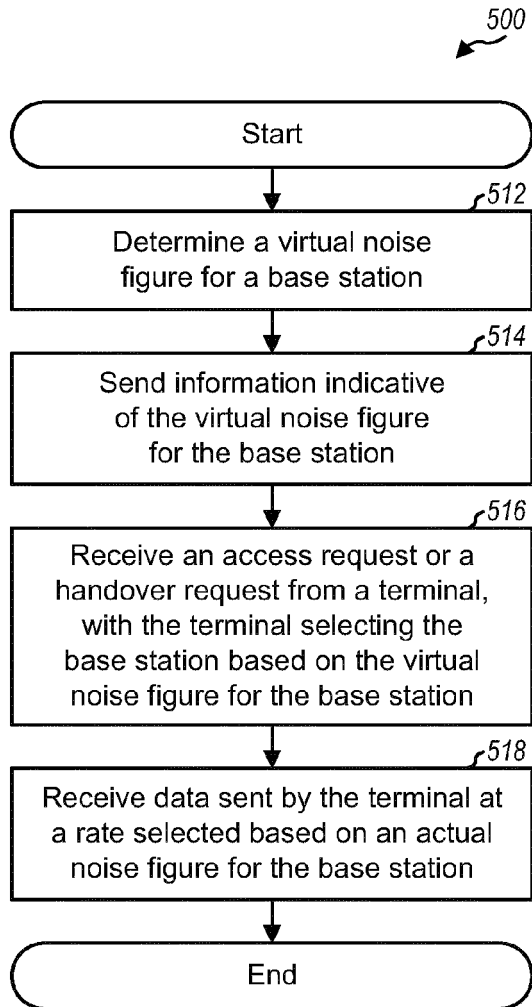 500
Start
512
Determine a virtual noise
figure for a base station
514
Send information indicative
of the virtual noise figure
for the base station
516
Receive an access request or a
handover request from a terminal,
with the terminal selecting the
base station based on the virtual
noise figure for the base station
518
Receive data sent by the terminal at
a rate selected based on an actual
noise figure for the base station
End